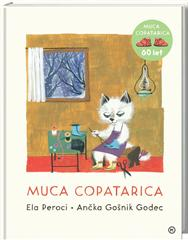 MUCA
COPATARICA
60 let
MUCA COPATARICA
Ela Peroci • Ančka Gošnik Godec